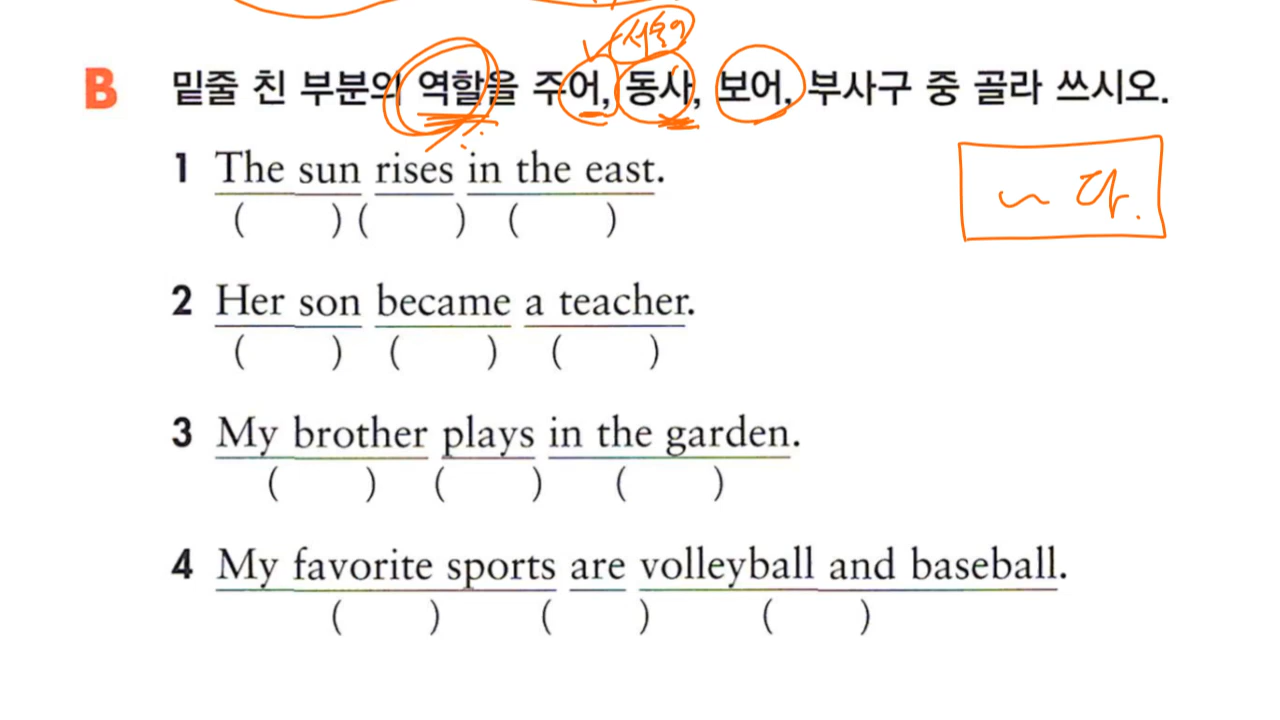 서술어
B 밑줄 친 부분의 역할을 주어, 동사, 보어, 부사구 중 골라 쓰시오.
~ 다.
1 The sun rises in the east.
( ) ( ) ( )
2 Her son became a teacher.
( ) ( ) ( )
3 My brother plays in the garden.
( ) ( ) ( )
4 My favorite sports are volleyball and baseball.
( ) ( ) ( )